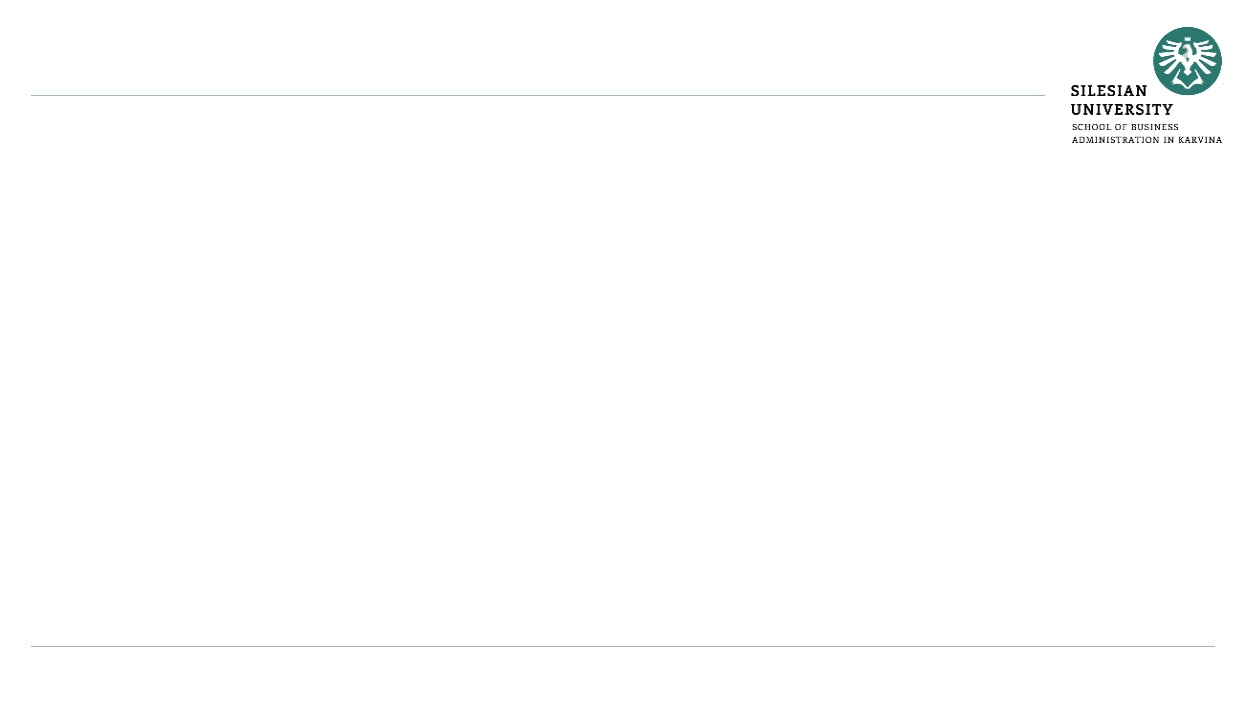 SILESIAN
UNIVERSITY
SCHOOL OF BUSINESS
ADMINISTRATION IN KARVINA